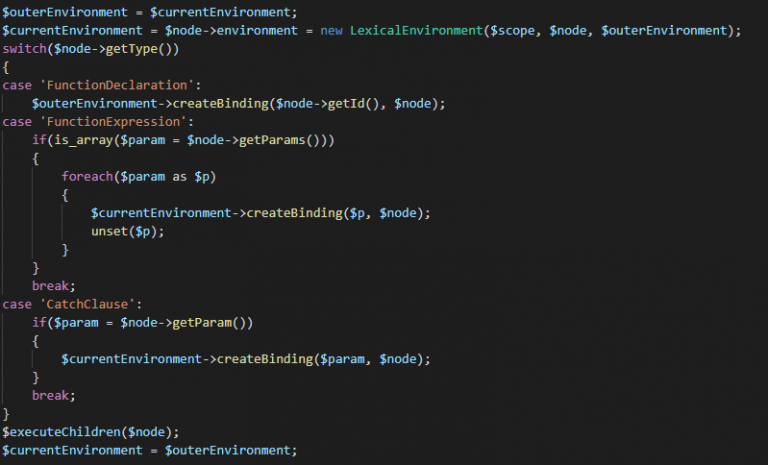 $outerEnvironment = $currentEnvironment;
$currentEnvironment = $node->environment = new LexicalEnvironment($scope, $node, $outerEnvironment);
switch($node->getType())
{
case 'FunctionDeclaration':
    $outerEnvironment->createBinding($node->getId(), $node);
case 'FunctionExpression':
    if(is_array($param = $node->getParams()))
    {
        foreach($param as $p)
        {
            $currentEnvironment->createBinding($p, $node);
            unset($p);
        }
    }
    break;
case 'CatchClause':
    if($param = $node->getParam())
    {
        $currentEnvironment->createBinding($param, $node);
    }
    break;
}
$executeChildren($node);
$currentEnvironment = $outerEnvironment;